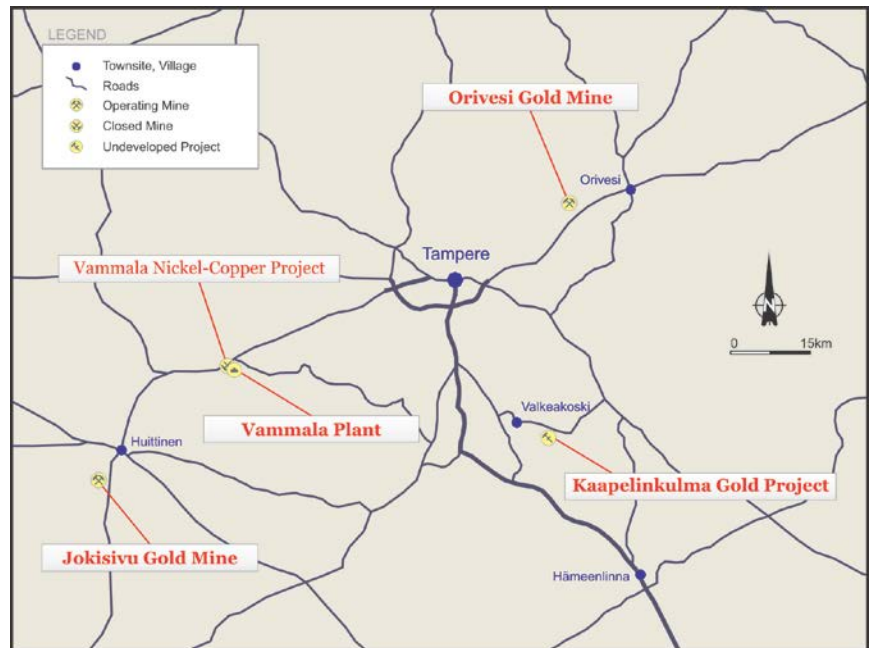 LEGEND
Townsite, Village
Roads
Operating Mine
Closed Mine
Undeveloped Project
Orivesi Gold Mine
Orivesi
Tampere
Vammala Nickel-Copper Project
N
0 15km
Vammala Plant
Valkeakoski
Huittinen
Kaapelinkulma Gold Project
Jokisivu Gold Mine
Hämeenlinna